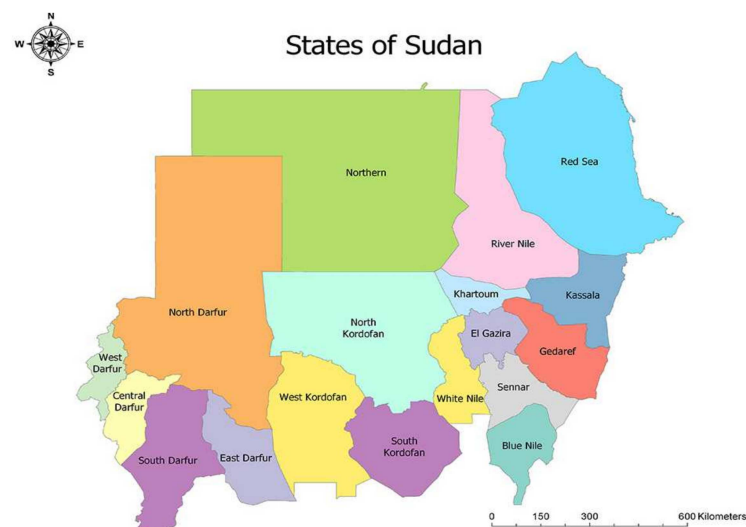 N
W E
S
States of Sudan
Northern
Red Sea
River Nile
Khartoum
Kassala
North Darfur
North
Kordofan
El Gazira
Gedaref
West
Darfur
Central
Darfur
West Kordofan
White Nile
Sennar
South
Kordofan
Blue Nile
South Darfur
East Darfur
0 150 300 600 Kilometers